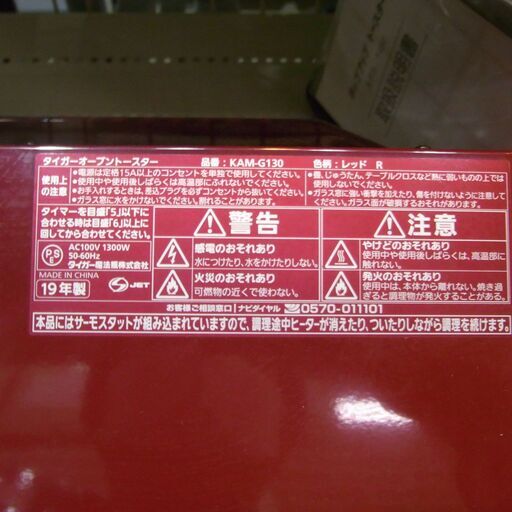 タイガーオーブントースター 品番：KAM-G130 色柄：レッド R
使用上の注意
●電源は定格15A以上のコンセントを単独で使用してください。
●使用中や使用後しばらくは高温部にふれないでください。
●お手入れするときは、差込プラグを必ずコンセントから抜いてください。
●ガラス窓に水をかけないでください。割れることがあります。
●畳、じゅうたん、テーブルクロスなど熱に弱いものの上では使用しないでください。
●ガラス窓に強い衝撃を加えたり、傷を付けないようにしてください。ガラス面が破損するおそれがあります。
タイマーを目盛「5」以下に
合わせる時は目盛「6」以上に
回してから合わせてください。
PSE
AC100V 1300W
50-60Hz
タイガー魔法瓶株式会社
MADE IN CHINA
19年製
S JET
警告
感電のおそれあり
水につけたり、水をかけたりしない。
火災のおそれあり
可燃物の近くで使わない。
注意
やけどのおそれあり
使用中や使用後しばらくは、高温部に
触れない。
発火のおそれあり
使用中は、本体から離れない。焼き過
ぎると調理物が発火することあり。
お客様ご相談窓口 ナビダイヤル 0570-011101
本品にはサーモスタットが組み込まれていますので、調理途中ヒーターが消えたり、ついたりしながら調理を続けます。